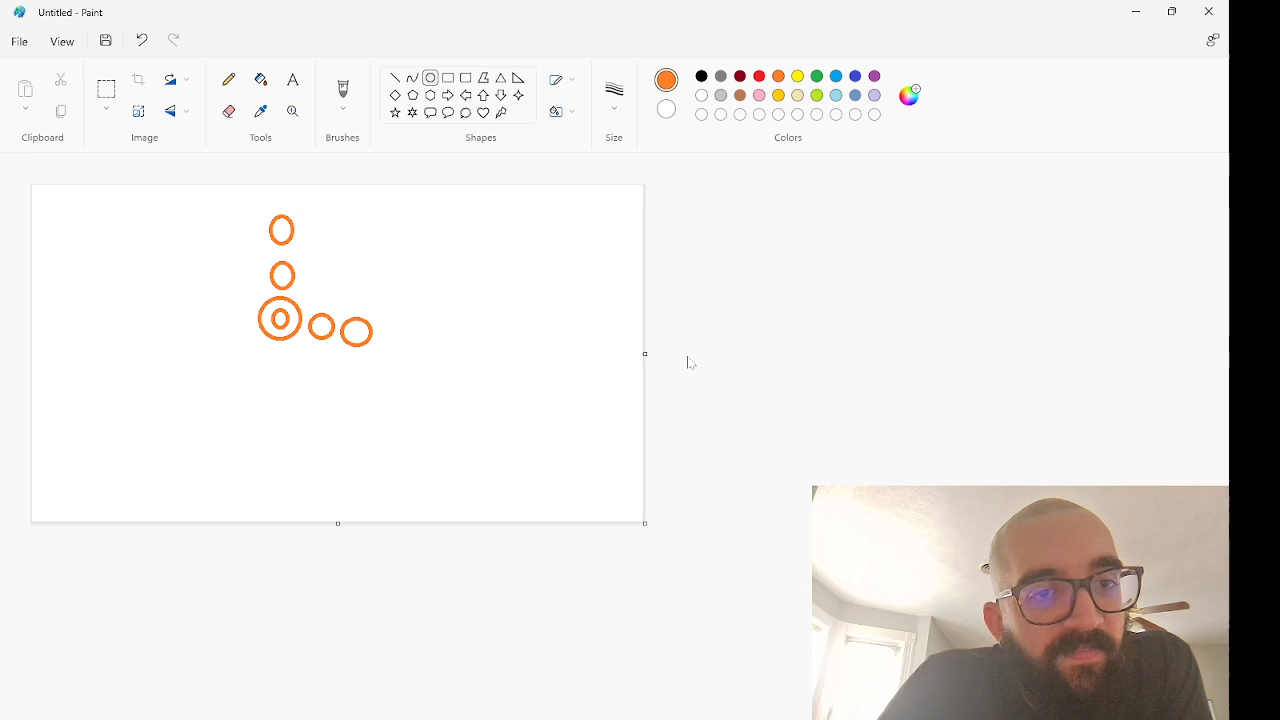 Untitled - Paint
File View
Clipboard
Image
Tools
Brushes
Shapes
Size
Colors